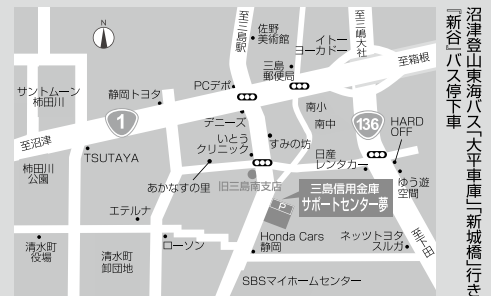 沼津登山東海バス「大平車庫」「新城橋」行き
『新谷』バス停下車
N
至三島駅
佐野
美術館
至三嶋大社
イトー
ヨーカドー
三島
郵便局
至箱根
サントムーン
柿田川
静岡トヨタ
PCデポ
1
デニーズ
南小
南中
136
HARD
OFF
至沼津
いとう
クリニック
すみの坊
TSUTAYA
日産
レンタカー
柿田川
公園
あかなすの里
旧三島南支店
ゆう遊
空間
三島信用金庫
サポートセンター夢
P
エテルナ
至下田
清水町
役場
清水町
卸団地
ローソン
Honda Cars
静岡
ネッツトヨタ
スルガ
SBSマイホームセンター